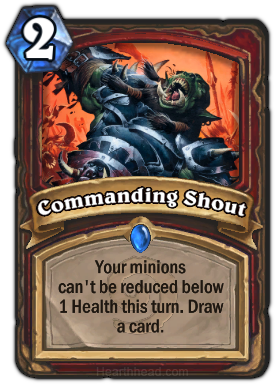 2
Commanding Shout
Your minions
can't be reduced below
1 Health this turn. Draw
a card.
Hearthhead.com